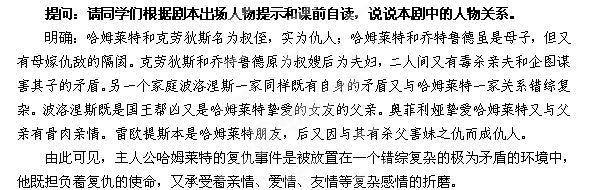 提问：请同学们根据剧本出场人物提示和课前自读，说说本剧中的人物关系。
明确：哈姆莱特和克劳狄斯名为叔侄，实为仇人；哈姆莱特和乔特鲁德虽是母子，但又
有母嫁仇敌的隔阂。克劳狄斯和乔特鲁德原为叔嫂后为夫妇，二人间又有毒杀亲夫和企图谋
害其子的矛盾。另一个家庭波洛涅斯一家同样既有自身的矛盾又与哈姆莱特一家关系错综复
杂。波洛涅斯既是国王帮凶又是哈姆莱特挚爱的女友的父亲。奥菲利娅挚爱哈姆莱特又与父
亲有骨肉亲情。雷欧提斯本是哈姆莱特朋友，后又因与其有杀父害妹之仇而成仇人。
由此可见，主人公哈姆莱特的复仇事件是被放置在一个错综复杂的极为矛盾的环境中，
他既担负着复仇的使命，又承受着亲情、爱情、友情等复杂感情的折磨。